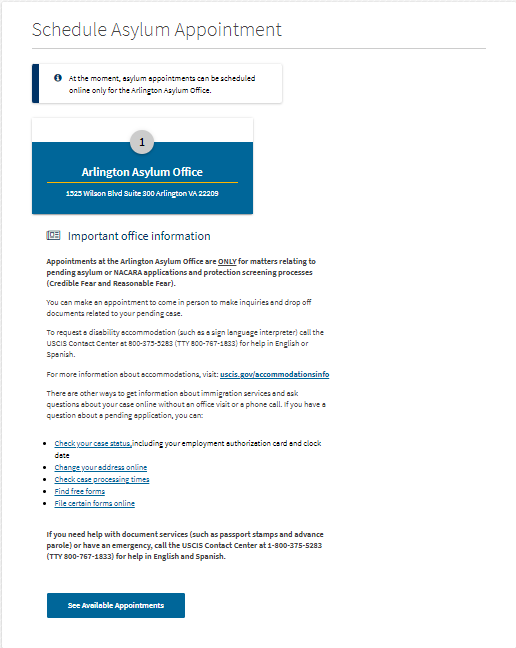 Schedule Asylum Appointment
At the moment, asylum appointments can be scheduled
online only for the Arlington Asylum Office.
1
Arlington Asylum Office
1525 Wilson Blvd Suite 300 Arlington VA 22209
Important office information
Appointments at the Arlington Asylum Office are ONLY for matters relating to
pending asylum or NACARA applications and protection screening processes
(Credible Fear and Reasonable Fear).
You can make an appointment to come in person to make inquiries and drop off
documents related to your pending case.
To request a disability accommodation (such as a sign language interpreter) call the
USCIS Contact Center at 800-375-5283 (TTY 800-767-1833) for help in English or
Spanish.
For more information about accommodations, visit: uscis.gov/accommodationsinfo
There are other ways to get information about immigration services and ask
questions about your case online without an office visit or a phone call. If you have a
question about a pending application, you can:
Check your case status,including your employment authorization card and clock
date
Change your address online
Check case processing times
Find free forms
File certain forms online
If you need help with document services (such as passport stamps and advance
parole) or have an emergency, call the USCIS Contact Center at 1-800-375-5283
(TTY 800-767-1833) for help in English and Spanish.
See Available Appointments